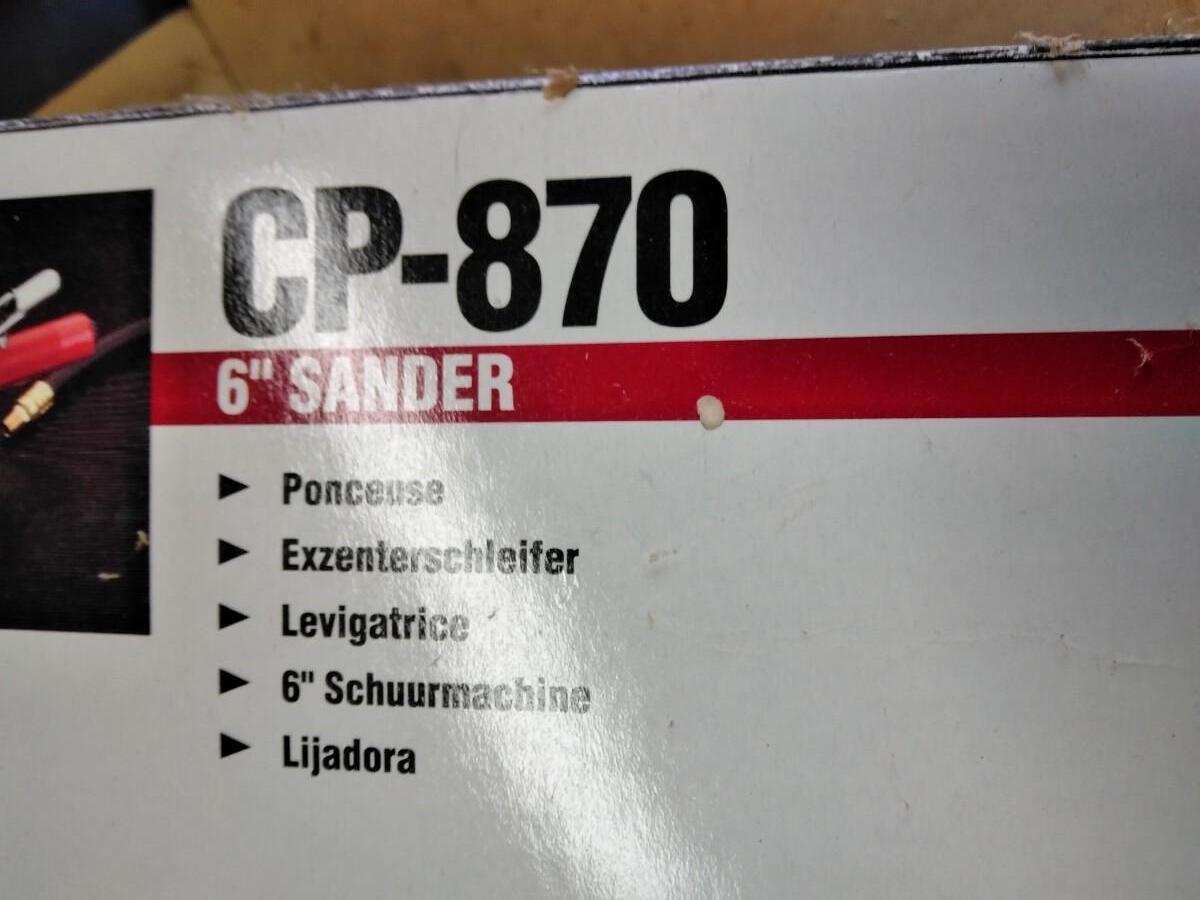 CP-870
6" SANDER
Ponceuse
Exzenterschleifer
Levigatrice
6" Schuurmachine
Lijadora